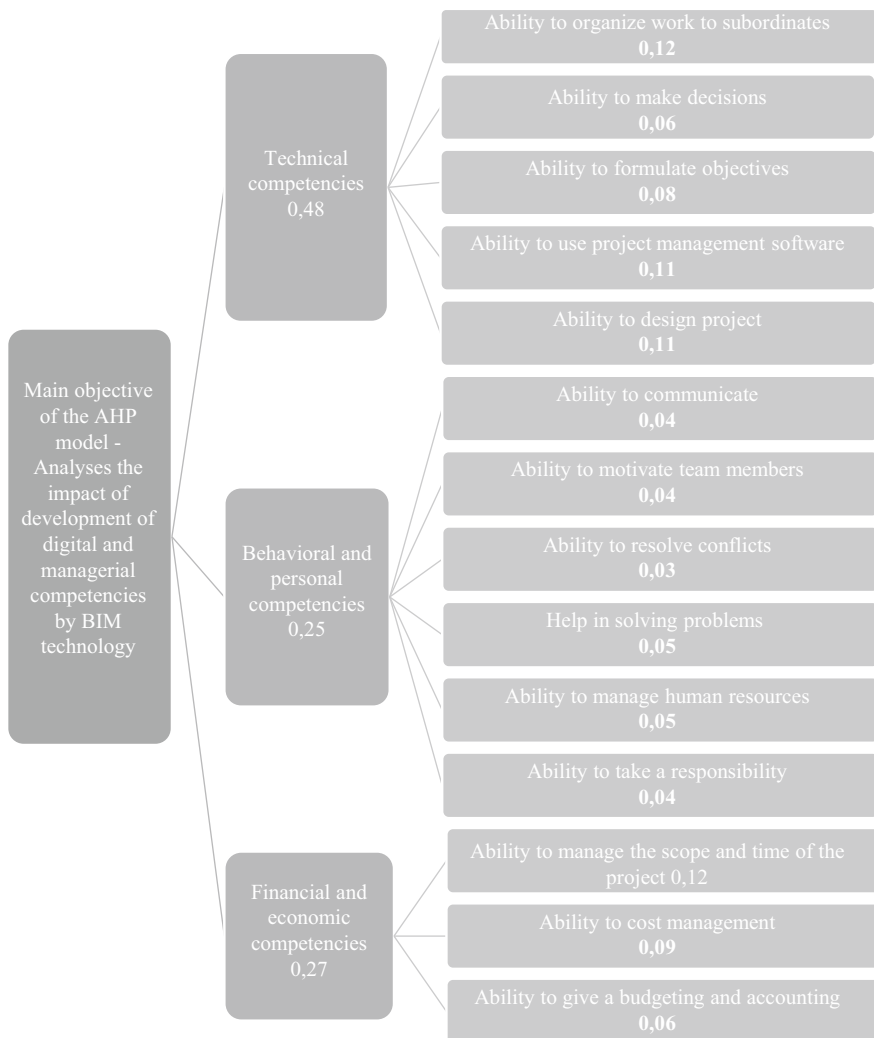 Main objective
of the AHP
model -
Analyses the
impact of
development of
digital and
managerial
competencies
by BIM
technology
Technical
competencies
0,48
Ability to organize work to subordinates
0,12
Ability to make decisions
0,06
Ability to formulate objectives
0,08
Ability to use project management software
0,11
Ability to design project
0,11
Behavioral and
personal
competencies
0,25
Ability to communicate
0,04
Ability to motivate team members
0,04
Ability to resolve conflicts
0,03
Help in solving problems
0,05
Ability to manage human resources
0,05
Ability to take a responsibility
0,04
Financial and
economic
competencies
0,27
Ability to manage the scope and time of the
project 0,12
Ability to cost management
0,09
Ability to give a budgeting and accounting
0,06